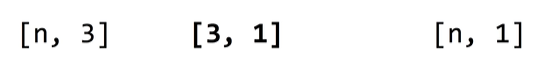 [n, 3] [3, 1] [n, 1]